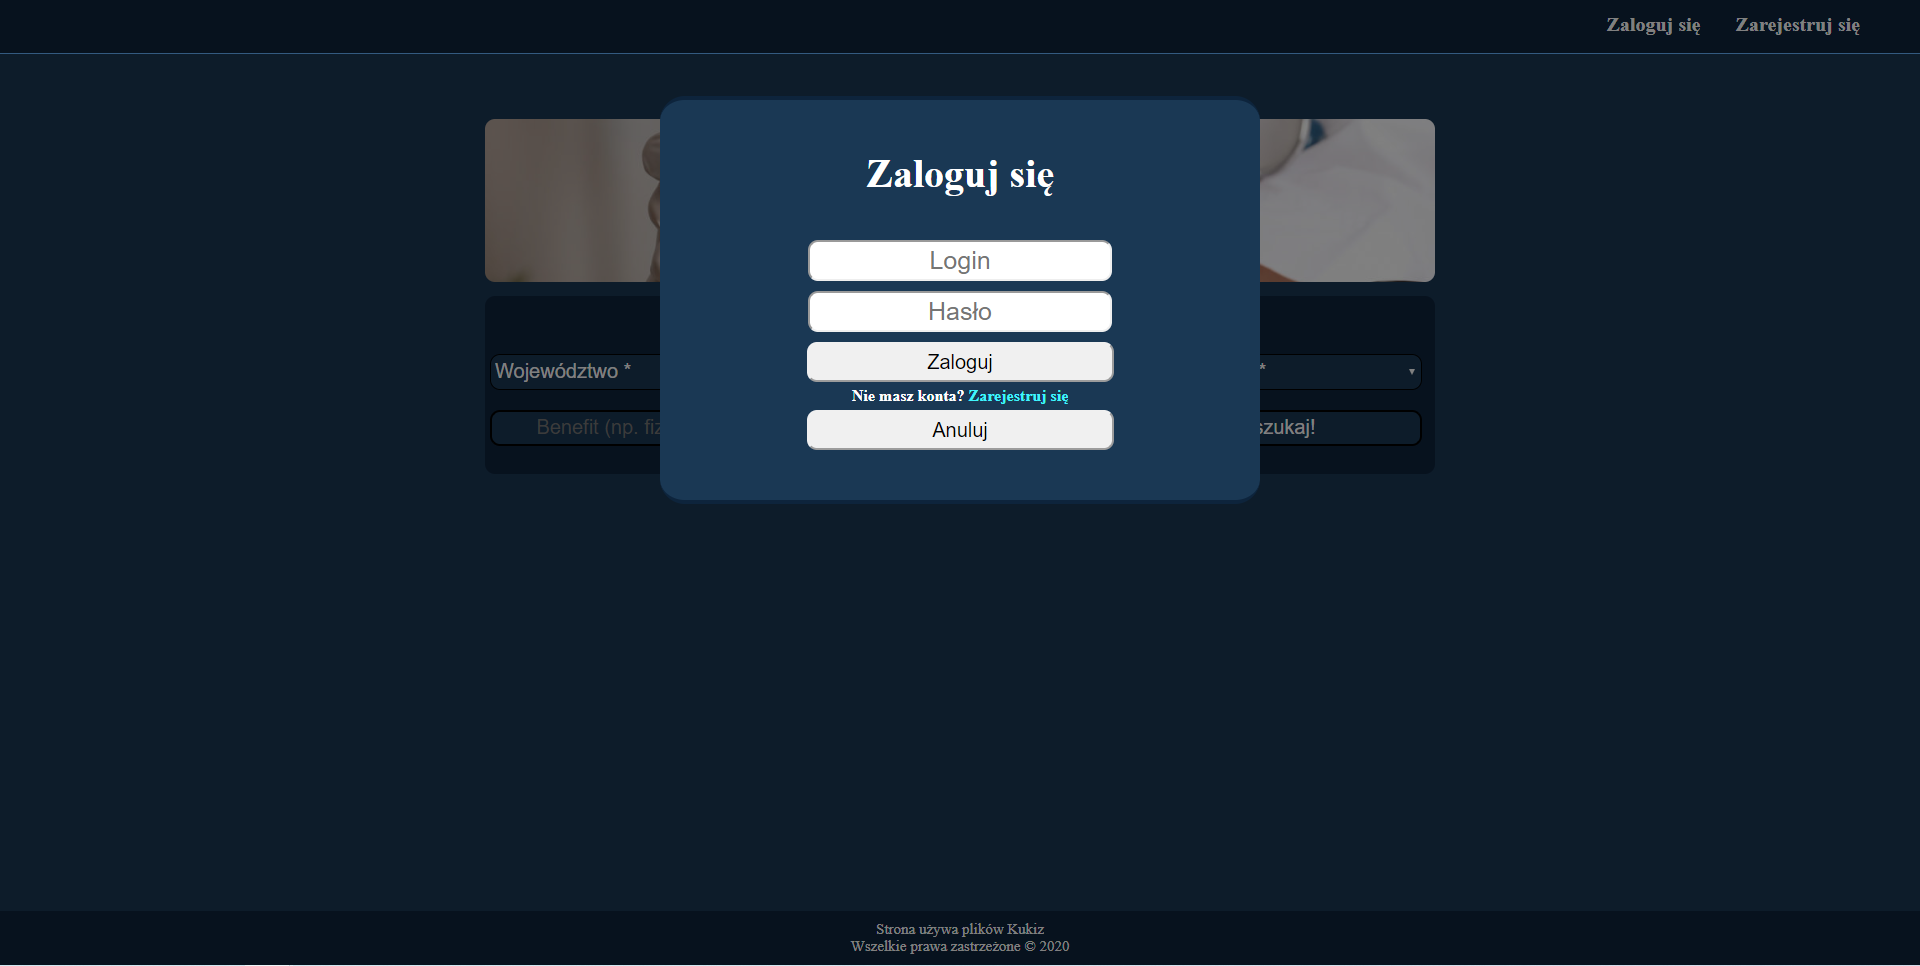 Zaloguj się Zarejestruj się
Zaloguj się
Login
Hasło
Województwo *
*
Zaloguj
Nie masz konta? Zarejestruj się
Benefit (np. fiz
szukaj!
Anuluj
Strona używa plików Kukiz
Wszelkie prawa zastrzeżone © 2020